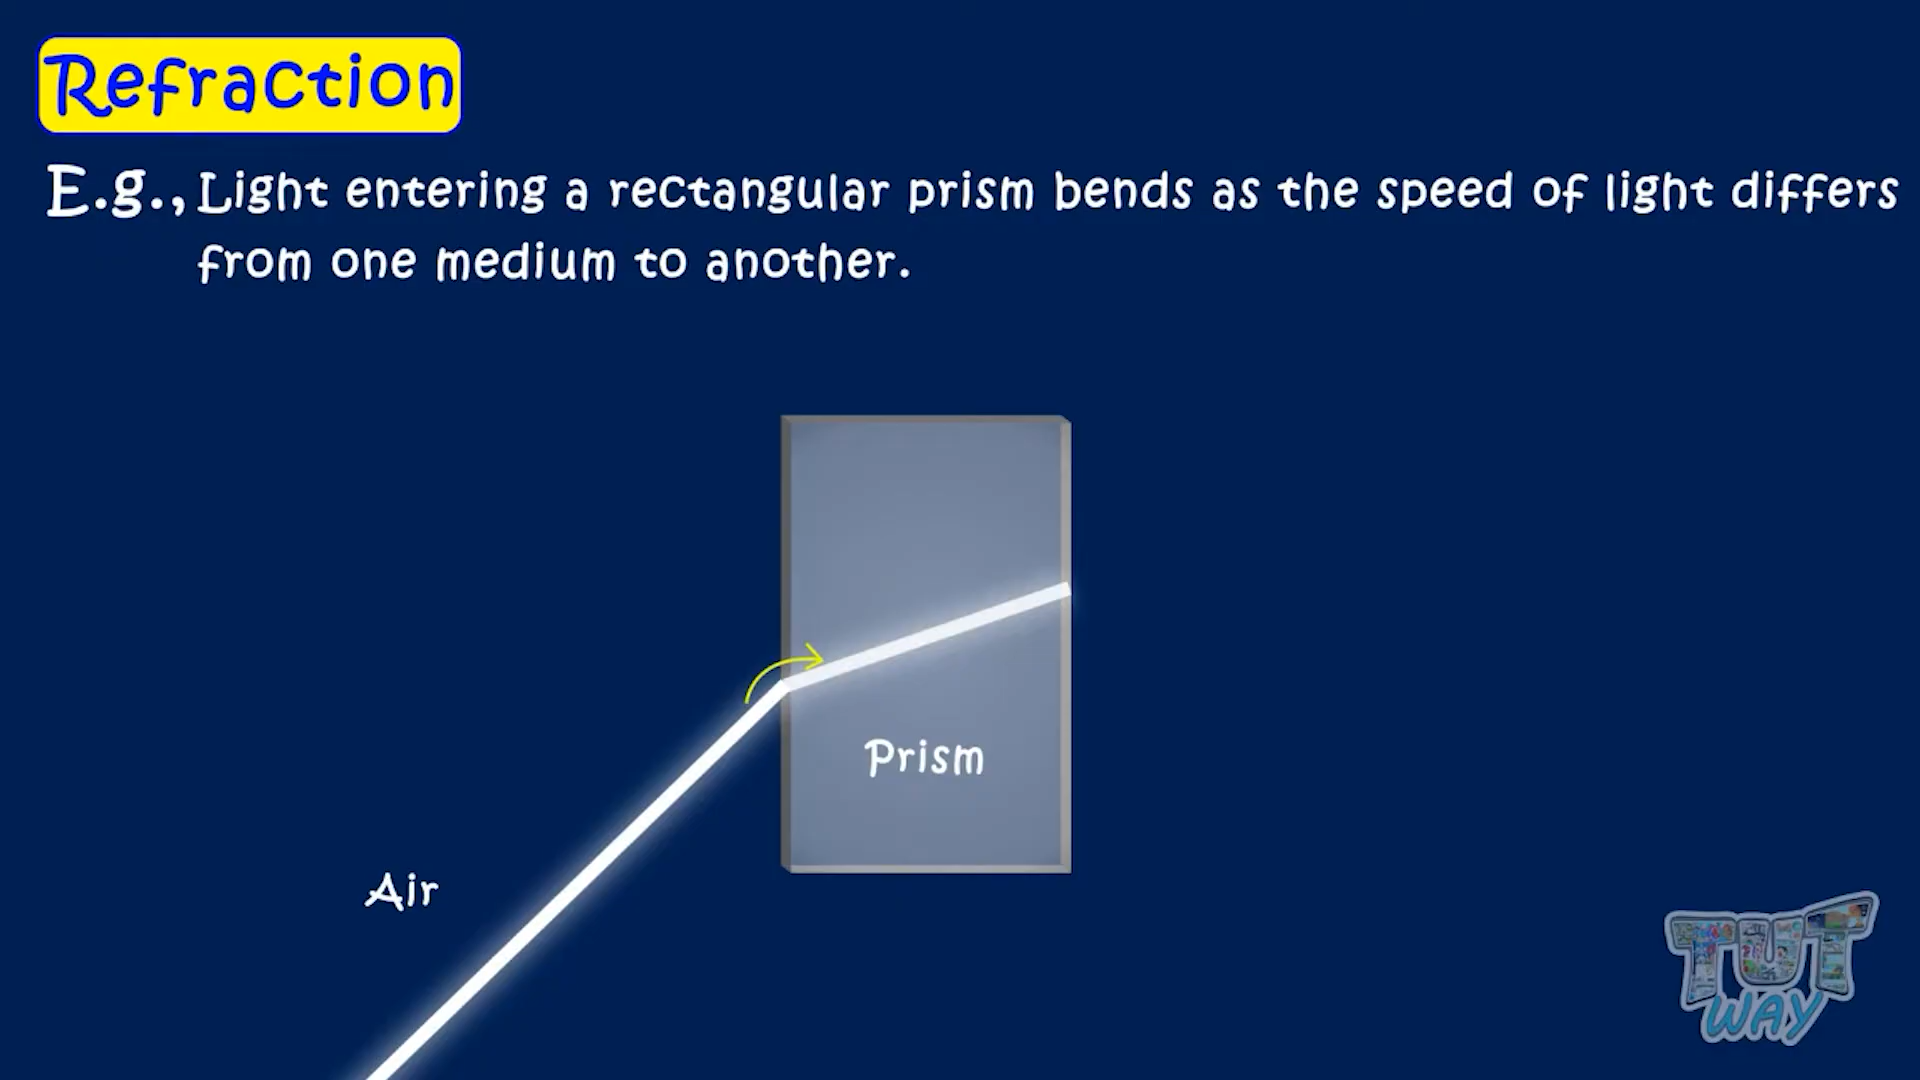 Refraction
E.g., Light entering a rectangular prism bends as the speed of light differs
from one medium to another.
Prism
Air
TUT
WAY